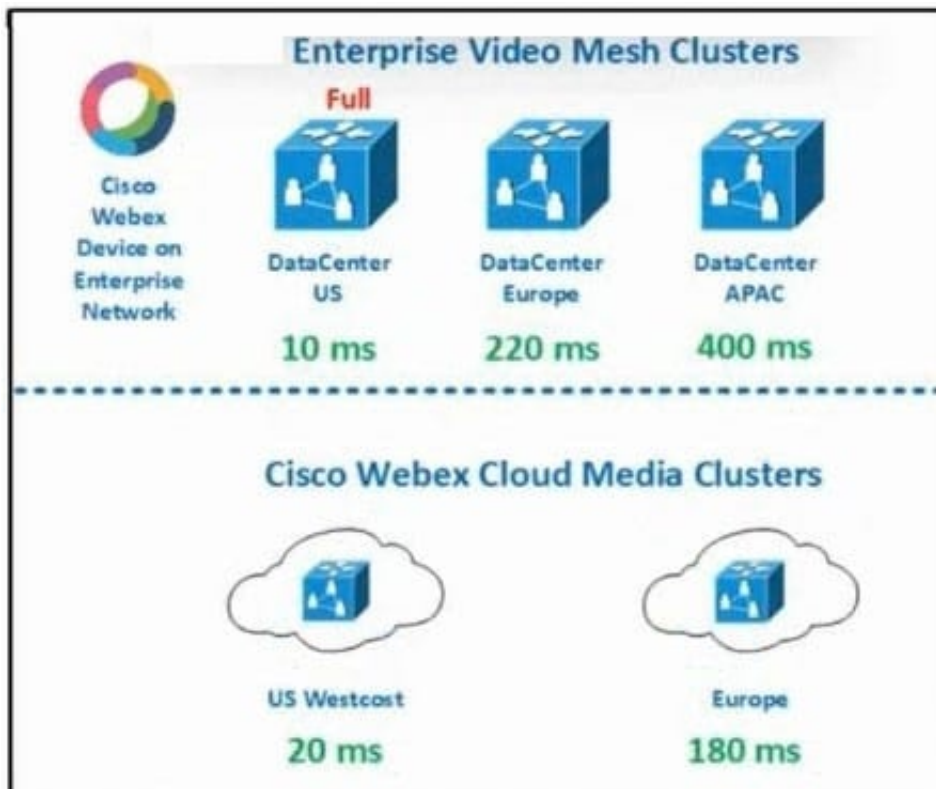 Enterprise Video Mesh Clusters
Full
Cisco
Webex
Device on
Enterprise
Network
DataCenter
US
10 ms
DataCenter
Europe
220 ms
DataCenter
APAC
400 ms
Cisco Webex Cloud Media Clusters
US Westcost
20 ms
Europe
180 ms